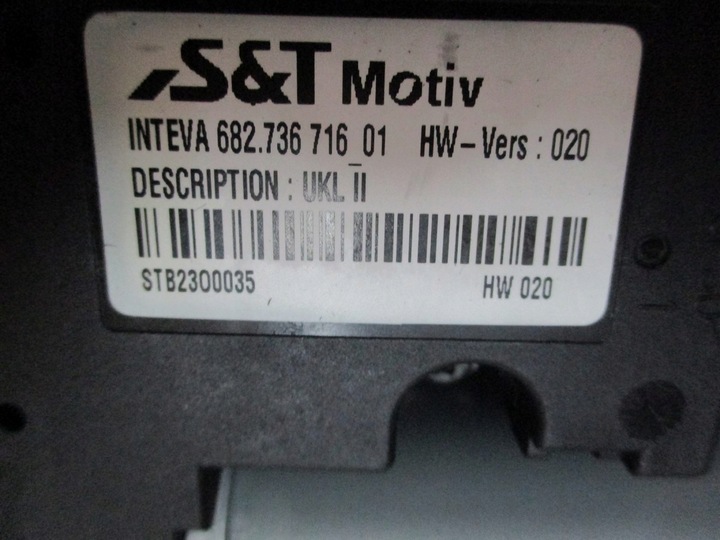 S&T Motiv
INTEVA 682.736 716_01 HW-Vers : 020
DESCRIPTION : UKL II
STB2300035 HW 020